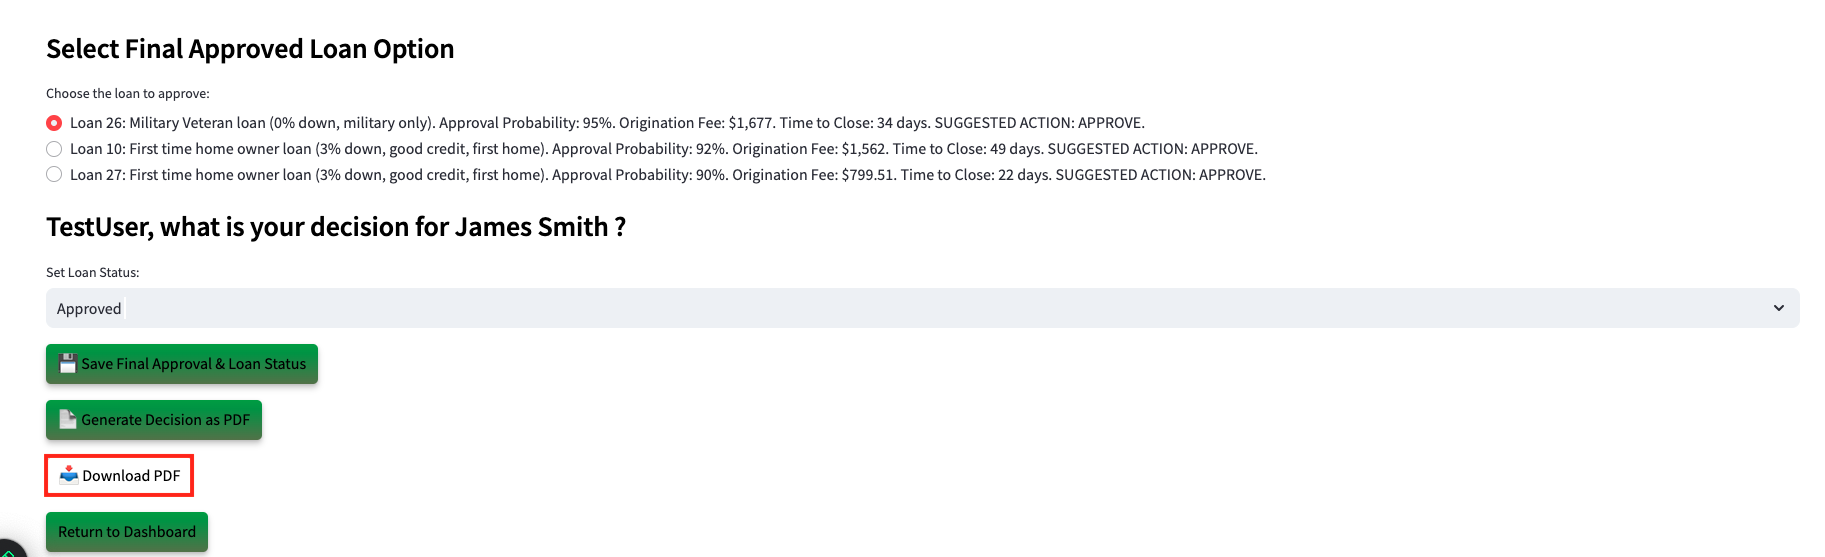 Select Final Approved Loan Option
Choose the loan to approve:
Loan 26: Military Veteran loan (0% down, military only). Approval Probability: 95%. Origination Fee: $1,677. Time to Close: 34 days. SUGGESTED ACTION: APPROVE.
Loan 10: First time home owner loan (3% down, good credit, first home). Approval Probability: 92%. Origination Fee: $1,562. Time to Close: 49 days. SUGGESTED ACTION: APPROVE.
Loan 27: First time home owner loan (3% down, good credit, first home). Approval Probability: 90%. Origination Fee: $799.51. Time to Close: 22 days. SUGGESTED ACTION: APPROVE.
TestUser, what is your decision for James Smith ?
Set Loan Status:
Approved
Save Final Approval & Loan Status
Generate Decision as PDF
Download PDF
Return to Dashboard